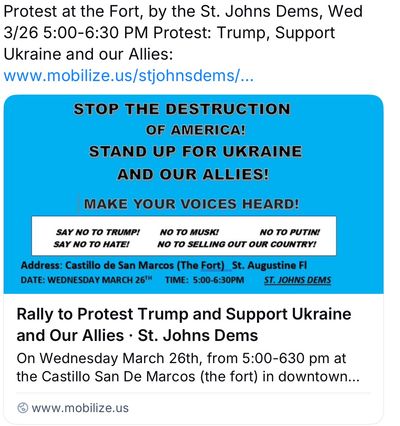 Protest at the Fort, by the St. Johns Dems, Wed
3/26 5:00-6:30 PM Protest: Trump, Support
Ukraine and our Allies:
www.mobilize.us/stjohnsdems/...
STOP THE DESTRUCTION
OF AMERICA!
STAND UP FOR UKRAINE
AND OUR ALLIES!
MAKE YOUR VOICES HEARD!
SAY NO TO TRUMP! NO TO MUSK! NO TO PUTIN!
SAY NO TO HATE! NO TO SELLING OUT OUR COUNTRY!
Address: Castillo de San Marcos (The Fort) St. Augustine Fl
DATE: WEDNESDAY MARCH 26TH TIME: 5:00-6:30PM ST. JOHNS DEMS
Rally to Protest Trump and Support Ukraine
and Our Allies · St. Johns Dems
On Wednesday March 26th, from 5:00-630 pm at
the Castillo San De Marcos (the fort) in downtown...
www.mobilize.us